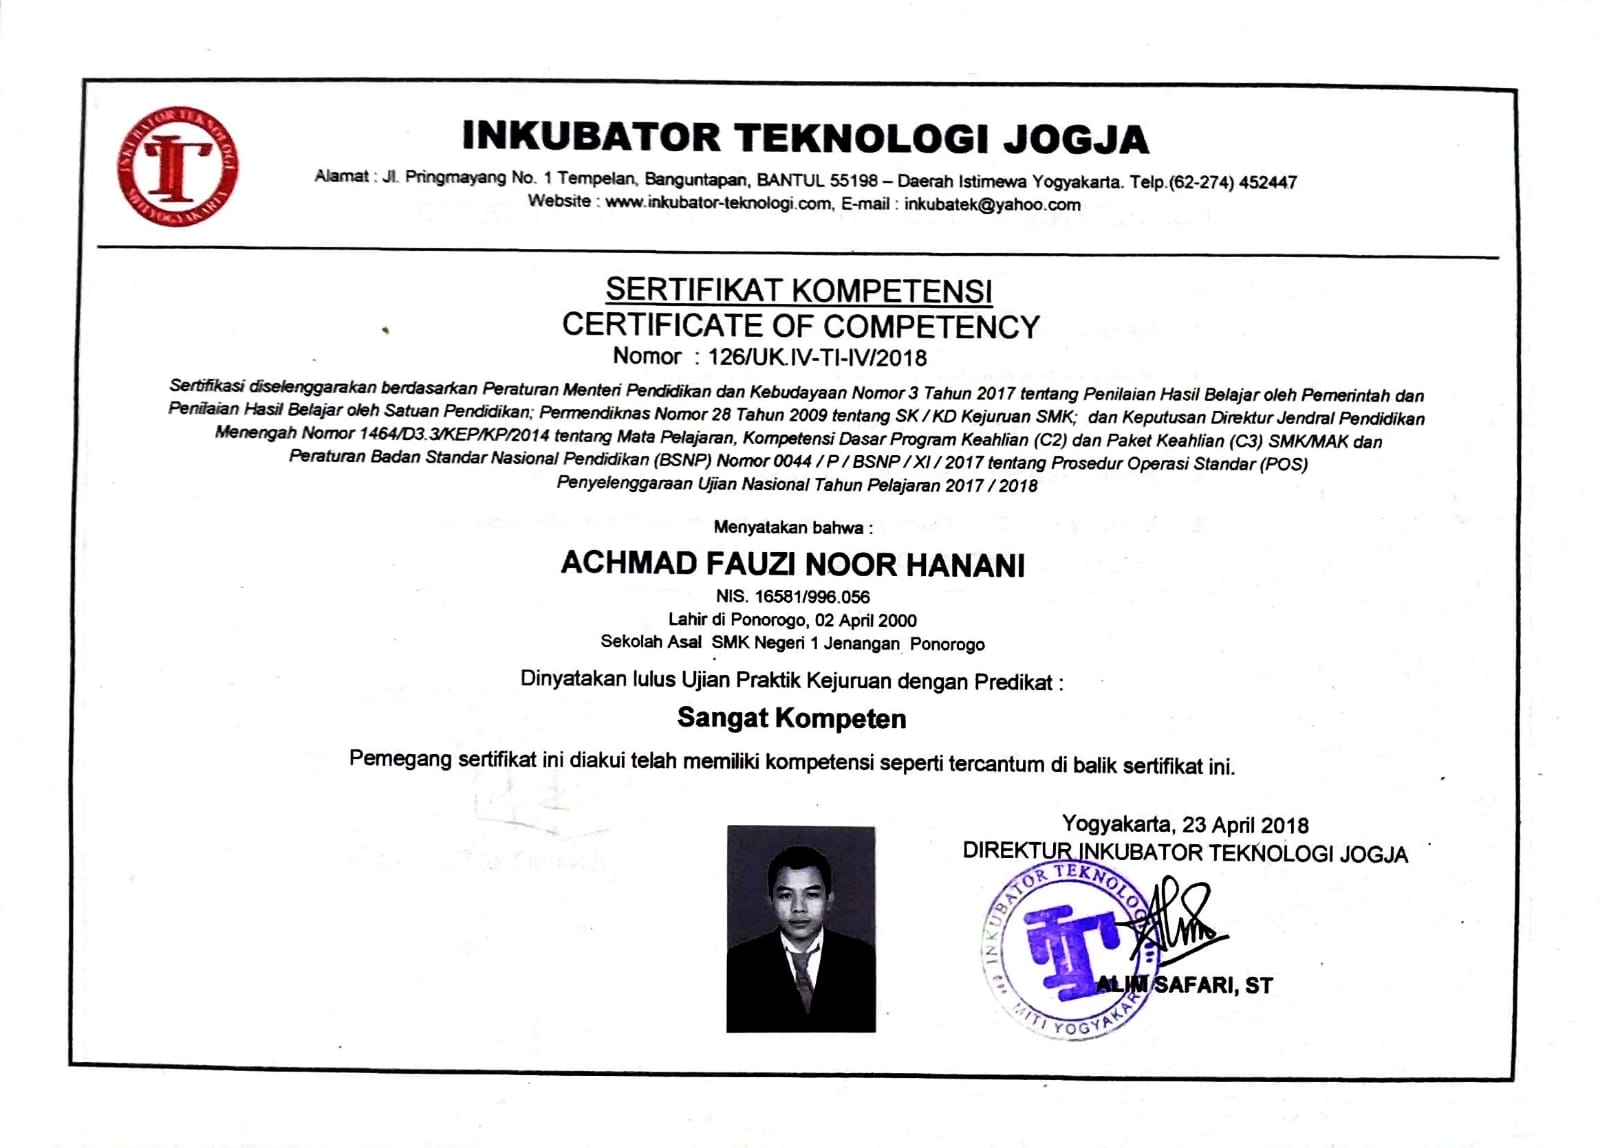 INKUBATOR TEKNOLOGI
MITI YOGYAKARTA
INKUBATOR TEKNOLOGI JOGJA
Alamat : Jl. Pringmayang No. 1 Tempelan, Banguntapan, BANTUL 55198 – Daerah Istimewa Yogyakarta. Telp.(62-274) 452447
Website : www.inkubator-teknologi.com, E-mail : inkubatek@yahoo.com
SERTIFIKAT KOMPETENSI
CERTIFICATE OF COMPETENCY
Nomor : 126/UK.IV-TI-IV/2018
Sertifikasi diselenggarakan berdasarkan Peraturan Menteri Pendidikan dan Kebudayaan Nomor 3 Tahun 2017 tentang Penilaian Hasil Belajar oleh Pemerintah dan
Penilaian Hasil Belajar oleh Satuan Pendidikan; Permendiknas Nomor 28 Tahun 2009 tentang SK / KD Kejuruan SMK; dan Keputusan Direktur Jendral Pendidikan
Menengah Nomor 1464/D3.3/KEP/KP/2014 tentang Mata Pelajaran, Kompetensi Dasar Program Keahlian (C2) dan Paket Keahlian (C3) SMK/MAK dan
Peraturan Badan Standar Nasional Pendidikan (BSNP) Nomor 0044 / P / BSNP / XI / 2017 tentang Prosedur Operasi Standar (POS)
Penyelenggaraan Ujian Nasional Tahun Pelajaran 2017 / 2018
Menyatakan bahwa :
ACHMAD FAUZI NOOR HANANI
NIS. 16581/996.056
Lahir di Ponorogo, 02 April 2000
Sekolah Asal SMK Negeri 1 Jenangan Ponorogo
Dinyatakan lulus Ujian Praktik Kejuruan dengan Predikat :
Sangat Kompeten
Pemegang sertifikat ini diakui telah memiliki kompetensi seperti tercantum di balik sertifikat ini.
Yogyakarta, 23 April 2018
DIREKTUR INKUBATOR TEKNOLOGI JOGJA
INKUBATOR TEKNOLOGI
MITI YOGYAKARTA
ALIM SAFARI, ST